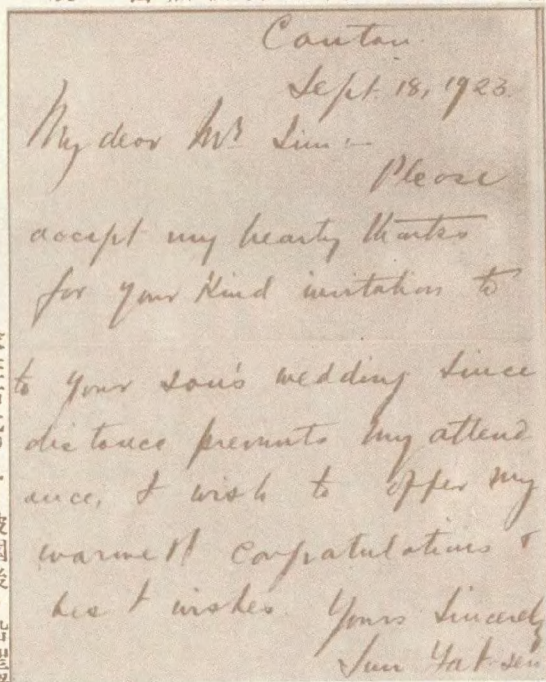 Canton.
Sept. 18, 1923.
My dear Mr. Lim:—
Please
accept my hearty thanks
for your kind invitation to
to your son's wedding since
distance prevents my attend
ance, I wish to offer my
warmest congratulations &
best wishes. Yours Sincerely
Sun Yat-sen